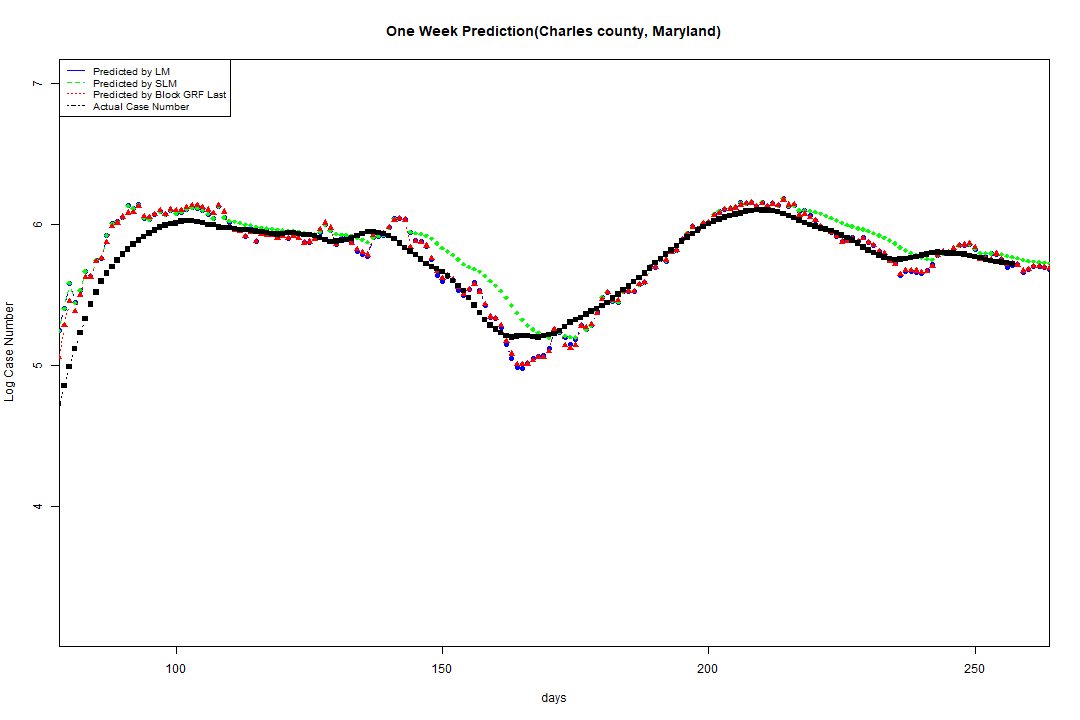 One Week Prediction(Charles county, Maryland)
Predicted by LM
Predicted by SLM
Predicted by Block GRF Last
Actual Case Number
7
6
5
4
Log Case Number
100 150 200 250
days